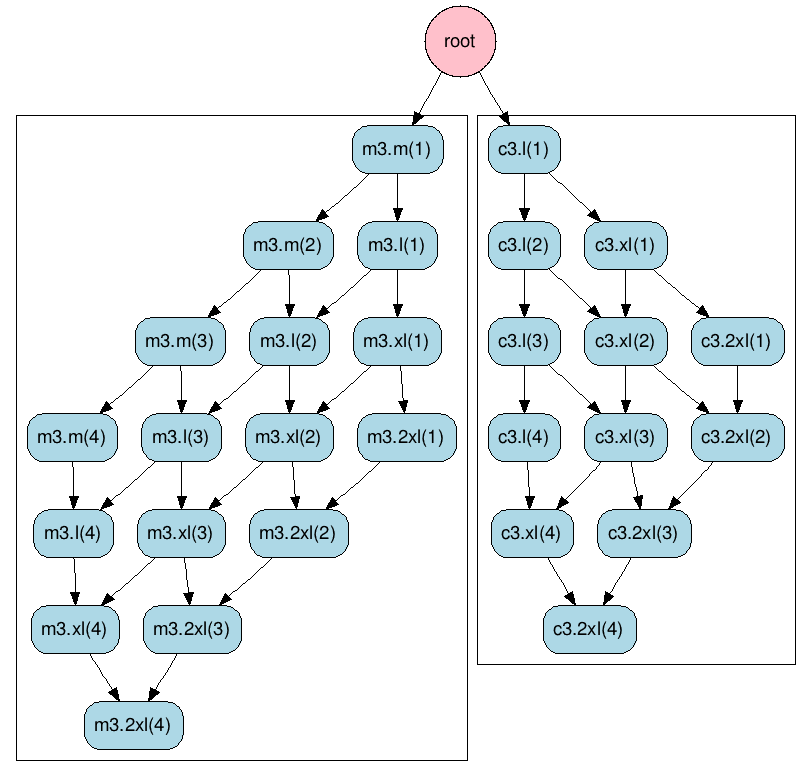 root
m3.m(1)
c3.l(1)
m3.m(2)
m3.l(1)
c3.l(2)
c3.xl(1)
m3.m(3)
m3.l(2)
m3.xl(1)
c3.l(3)
c3.xl(2)
c3.2xl(1)
m3.m(4)
m3.l(3)
m3.xl(2)
m3.2xl(1)
c3.l(4)
c3.xl(3)
c3.2xl(2)
m3.l(4)
m3.xl(3)
m3.2xl(2)
c3.xl(4)
c3.2xl(3)
m3.xl(4)
m3.2xl(3)
c3.2xl(4)
m3.2xl(4)